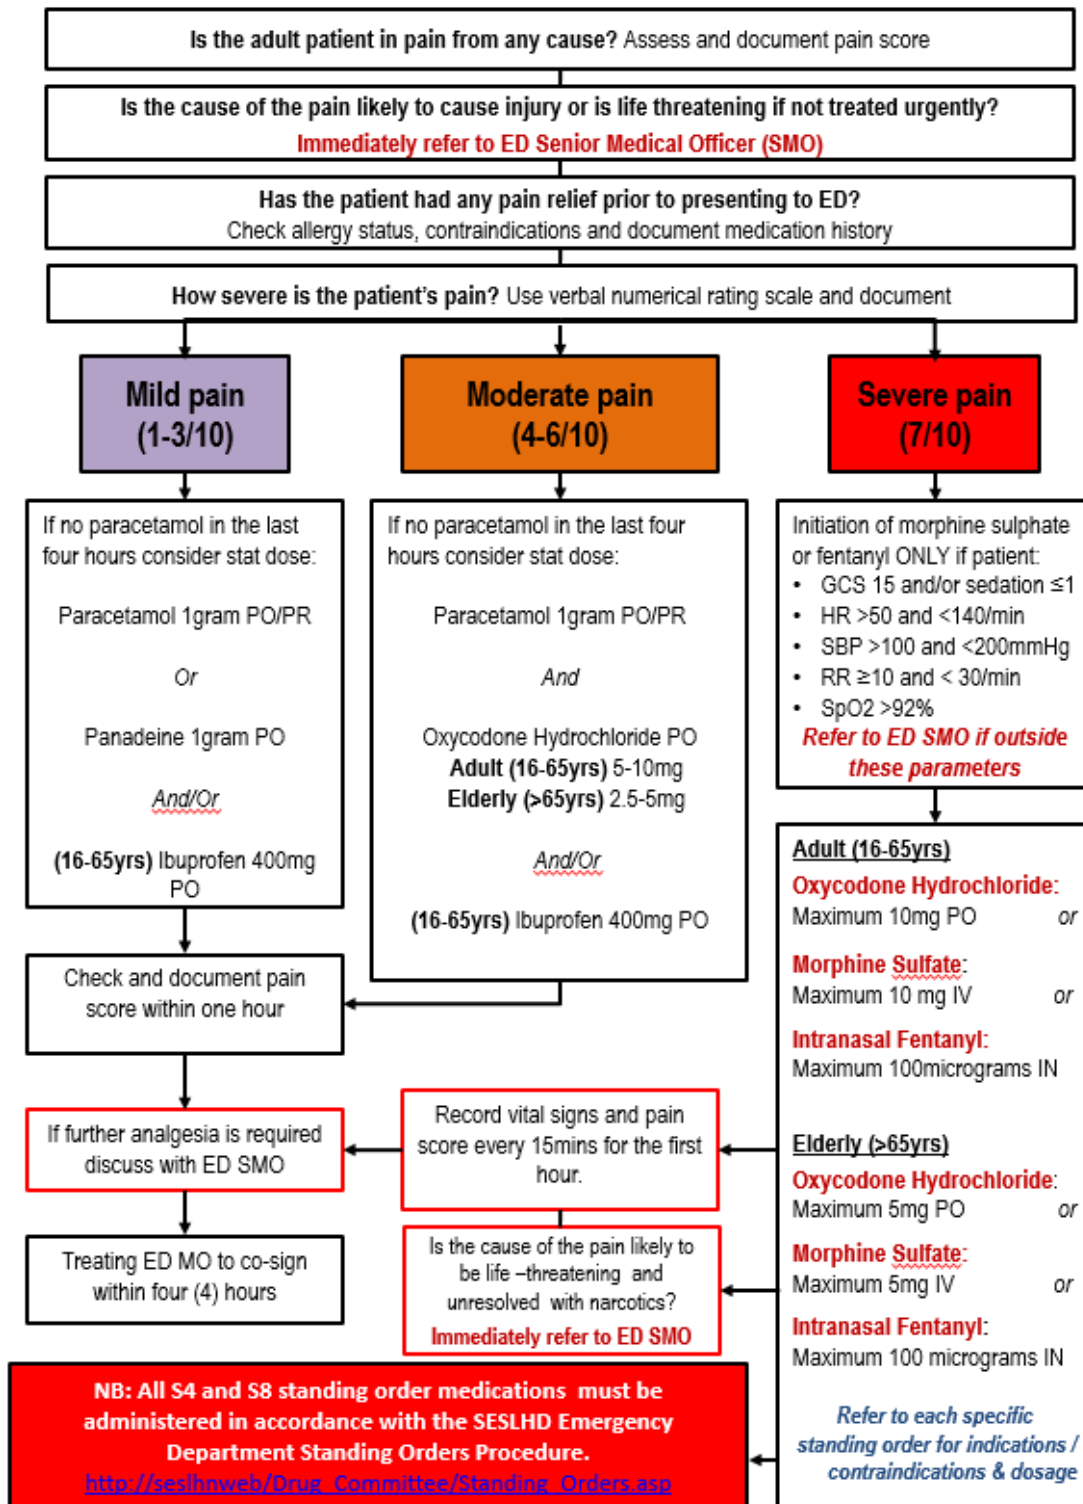 Is the adult patient in pain from any cause? Assess and document pain score
Is the cause of the pain likely to cause injury or is life threatening if not treated urgently?
Immediately refer to ED Senior Medical Officer (SMO)
Has the patient had any pain relief prior to presenting to ED?
Check allergy status, contraindications and document medication history
How severe is the patient's pain? Use verbal numerical rating scale and document
Mild pain
(1-3/10)
If no paracetamol in the last
four hours consider stat dose:
Paracetamol 1gram PO/PR
Or
Panadeine 1gram PO
And/Or
(16-65yrs) Ibuprofen 400mg
PO
Check and document pain
score within one hour
If further analgesia is required
discuss with ED SMO
Treating ED MO to co-sign
within four (4) hours
Moderate pain
(4-6/10)
If no paracetamol in the last four
hours consider stat dose:
Paracetamol 1gram PO/PR
And
Oxycodone Hydrochloride PO
Adult (16-65yrs) 5-10mg
Elderly (>65yrs) 2.5-5mg
And/Or
(16-65yrs) Ibuprofen 400mg PO
Record vital signs and pain
score every 15mins for the first
hour.
Is the cause of the pain likely to
be life –threatening and
unresolved with narcotics?
Immediately refer to ED SMO
Severe pain
(7/10)
Initiation of morphine sulphate
or fentanyl ONLY if patient:
• GCS 15 and/or sedation ≤1
• HR >50 and <140/min
• SBP >100 and <200mmHg
• RR ≥10 and < 30/min
• SpO2 >92%
Refer to ED SMO if outside
these parameters
Adult (16-65yrs)
Oxycodone Hydrochloride:
Maximum 10mg PO or
Morphine Sulfate:
Maximum 10 mg IV or
Intranasal Fentanyl:
Maximum 100micrograms IN
Elderly (>65yrs)
Oxycodone Hydrochloride:
Maximum 5mg PO or
Morphine Sulfate:
Maximum 5mg IV or
Intranasal Fentanyl:
Maximum 100 micrograms IN
Refer to each specific
standing order for indications /
contraindications & dosage
NB: All S4 and S8 standing order medications must be
administered in accordance with the SESLHD Emergency
Department Standing Orders Procedure.
http://seslhnweb/Drug_Committee/Standing_Orders.asp